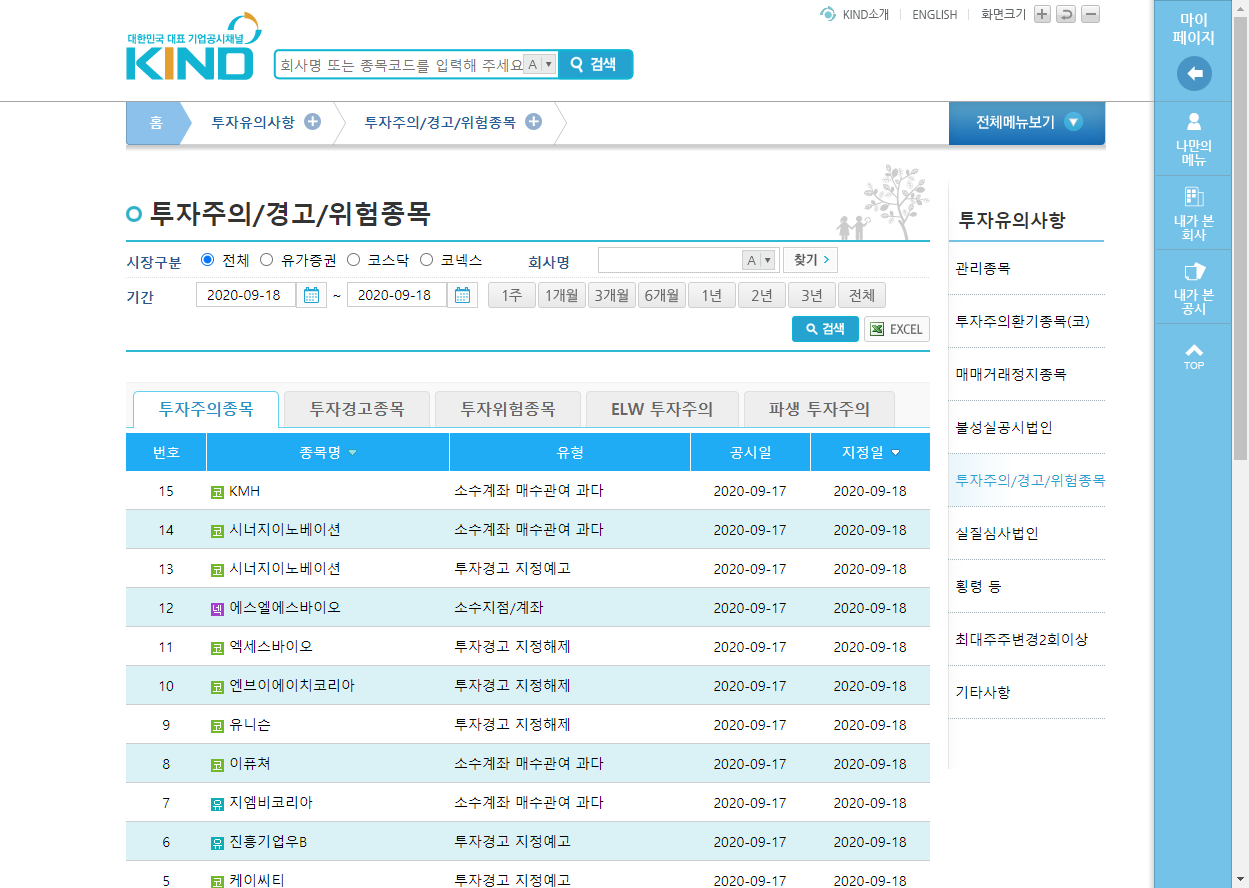 KIND소개 ENGLISH 화면크기
대한민국 대표 기업공시채널
KIND
회사명 또는 종목코드를 입력해 주세요 A 검색
홈 투자유의사항 투자주의/경고/위험종목 전체메뉴보기
마이
페이지
나만의
메뉴
내가 본
회사
내가 본
공시
TOP
투자주의/경고/위험종목
시장구분 전체 유가증권 코스닥 코넥스 회사명 A 찾기
기간 2020-09-18 ~ 2020-09-18 1주 1개월 3개월 6개월 1년 2년 3년 전체
검색 EXCEL
투자주의종목 투자경고종목 투자위험종목 ELW 투자주의 파생 투자주의
번호 종목명 유형 공시일 지정일
15 코 KMH 소수계좌 매수관여 과다 2020-09-17 2020-09-18
14 코 시너지이노베이션 소수계좌 매수관여 과다 2020-09-17 2020-09-18
13 코 시너지이노베이션 투자경고 지정예고 2020-09-17 2020-09-18
12 넥 에스엘에스바이오 소수지점/계좌 2020-09-17 2020-09-18
11 코 엑세스바이오 투자경고 지정해제 2020-09-17 2020-09-18
10 코 엔브이에이치코리아 투자경고 지정해제 2020-09-17 2020-09-18
9 코 유니슨 투자경고 지정해제 2020-09-17 2020-09-18
8 코 이퓨쳐 소수계좌 매수관여 과다 2020-09-17 2020-09-18
7 유 지엠비코리아 소수계좌 매수관여 과다 2020-09-17 2020-09-18
6 유 진흥기업우B 투자경고 지정예고 2020-09-17 2020-09-18
5 코 케이씨티 투자경고 지정예고 2020-09-17 2020-09-18
투자유의사항
관리종목
투자주의환기종목(코)
매매거래정지종목
불성실공시법인
투자주의/경고/위험종목
실질심사법인
횡령 등
최대주주변경2회이상
기타사항